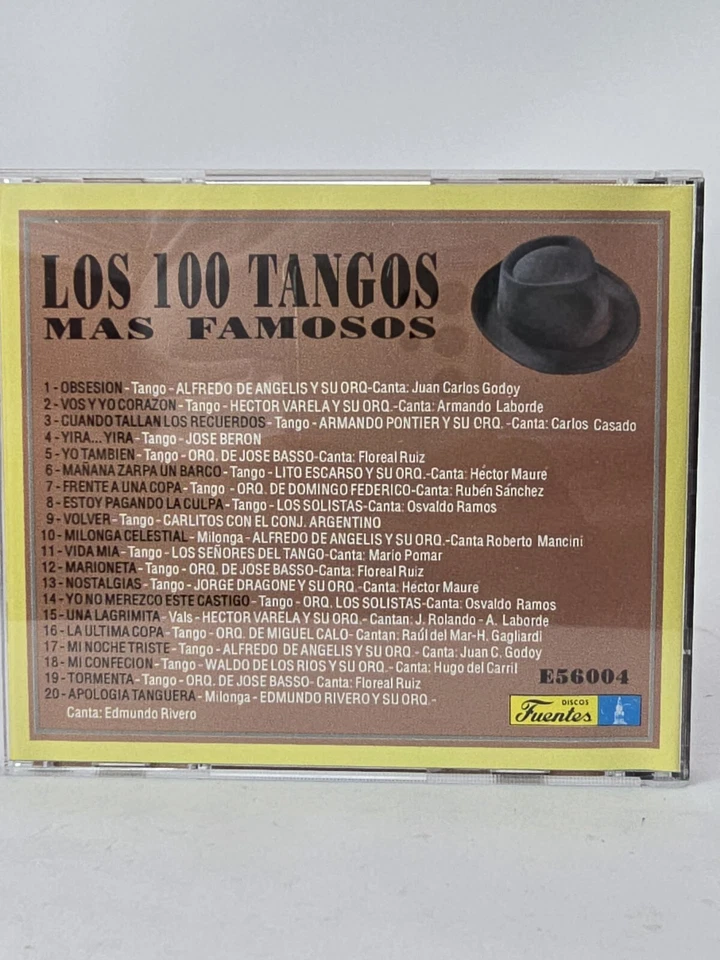 LOS 100 TANGOS
MAS FAMOSOS
1 - OBSESION - Tango - ALFREDO DE ANGELIS Y SU ORQ-Canta: Juan Carlos Godoy
2 - VOS Y YO CORAZON - Tango - HECTOR VARELA Y SU ORQ.-Canta: Armando Laborde
3 - CUANDO TALLAN LOS RECUERDOS - Tango - ARMANDO PONTIER Y SU ORQ. -Canta: Carlos Casado
4 - YIRA...YIRA - Tango - JOSE BERON
5 - YO TAMBIEN - Tango - ORQ. DE JOSE BASSO-Canta: Floreal Ruiz
6 - MAÑANA ZARPA UN BARCO - Tango - LITO ESCARSO Y SU ORQ.-Canta: Héctor Maure
7 - FRENTE A UNA COPA - Tango - ORQ. DE DOMINGO FEDERICO-Canta: Rubén Sánchez
8 - ESTOY PAGANDO LA CULPA - Tango - LOS SOLISTAS-Canta: Osvaldo Ramos
9 - VOLVER - Tango - CARLITOS CON EL CONJ. ARGENTINO
10 - MILONGA CELESTIAL - Milonga - ALFREDO DE ANGELIS Y SU ORQ.-Canta Roberto Mancini
11 - VIDA MIA - Tango - LOS SEÑORES DEL TANGO-Canta: Mario Pomar
12 - MARIONETA - Tango - ORQ. DE JOSE BASSO-Canta: Floreal Ruiz
13 - NOSTALGIAS - Tango - JORGE DRAGONE Y SU ORQ.-Canta: Hector Maure
14 - YO NO MEREZCO ESTE CASTIGO - Tango - ORQ. LOS SOLISTAS-Canta: Osvaldo Ramos
15 - UNA LAGRIMITA - Vals - HECTOR VARELA Y SU ORQ.- Cantan: J. Rolando - A. Laborde
16 - LA ULTIMA COPA - Tango - ORQ. DE MIGUEL CALO - Cantan: Raúl del Mar-H. Gagliardi
17 - MI NOCHE TRISTE - Tango - ALFREDO DE ANGELIS Y SU ORQ.- Canta: Juan C. Godoy
18 - MI CONFECION - Tango - WALDO DE LOS RIOS Y SU ORQ. - Canta: Hugo del Carril
19 - TORMENTA - Tango - ORQ. DE JOSE BASSO - Canta: Floreal Ruiz
20 - APOLOGIA TANGUERA - Milonga - EDMUNDO RIVERO Y SU ORQ.-
Canta: Edmundo Rivero
E56004
DISCOS
Fuentes